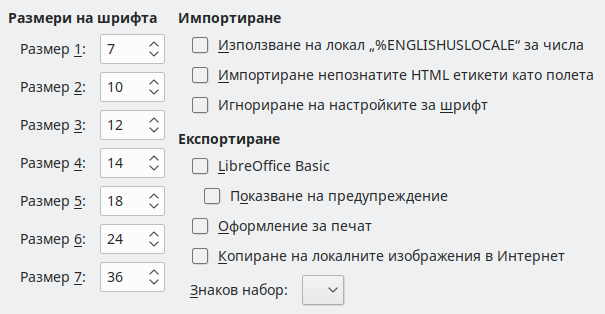 Размери на шрифта
Размер 1: 7
Размер 2: 10
Размер 3: 12
Размер 4: 14
Размер 5: 18
Размер 6: 24
Размер 7: 36
Импортиране
Използване на локал „%ENGLISHUSLOCALE“ за числа
Импортиране непознатите HTML етикети като полета
Игнориране на настройките за шрифт
Експортиране
LibreOffice Basic
Показване на предупреждение
Оформление за печат
Копиране на локалните изображения в Интернет
Знаков набор: